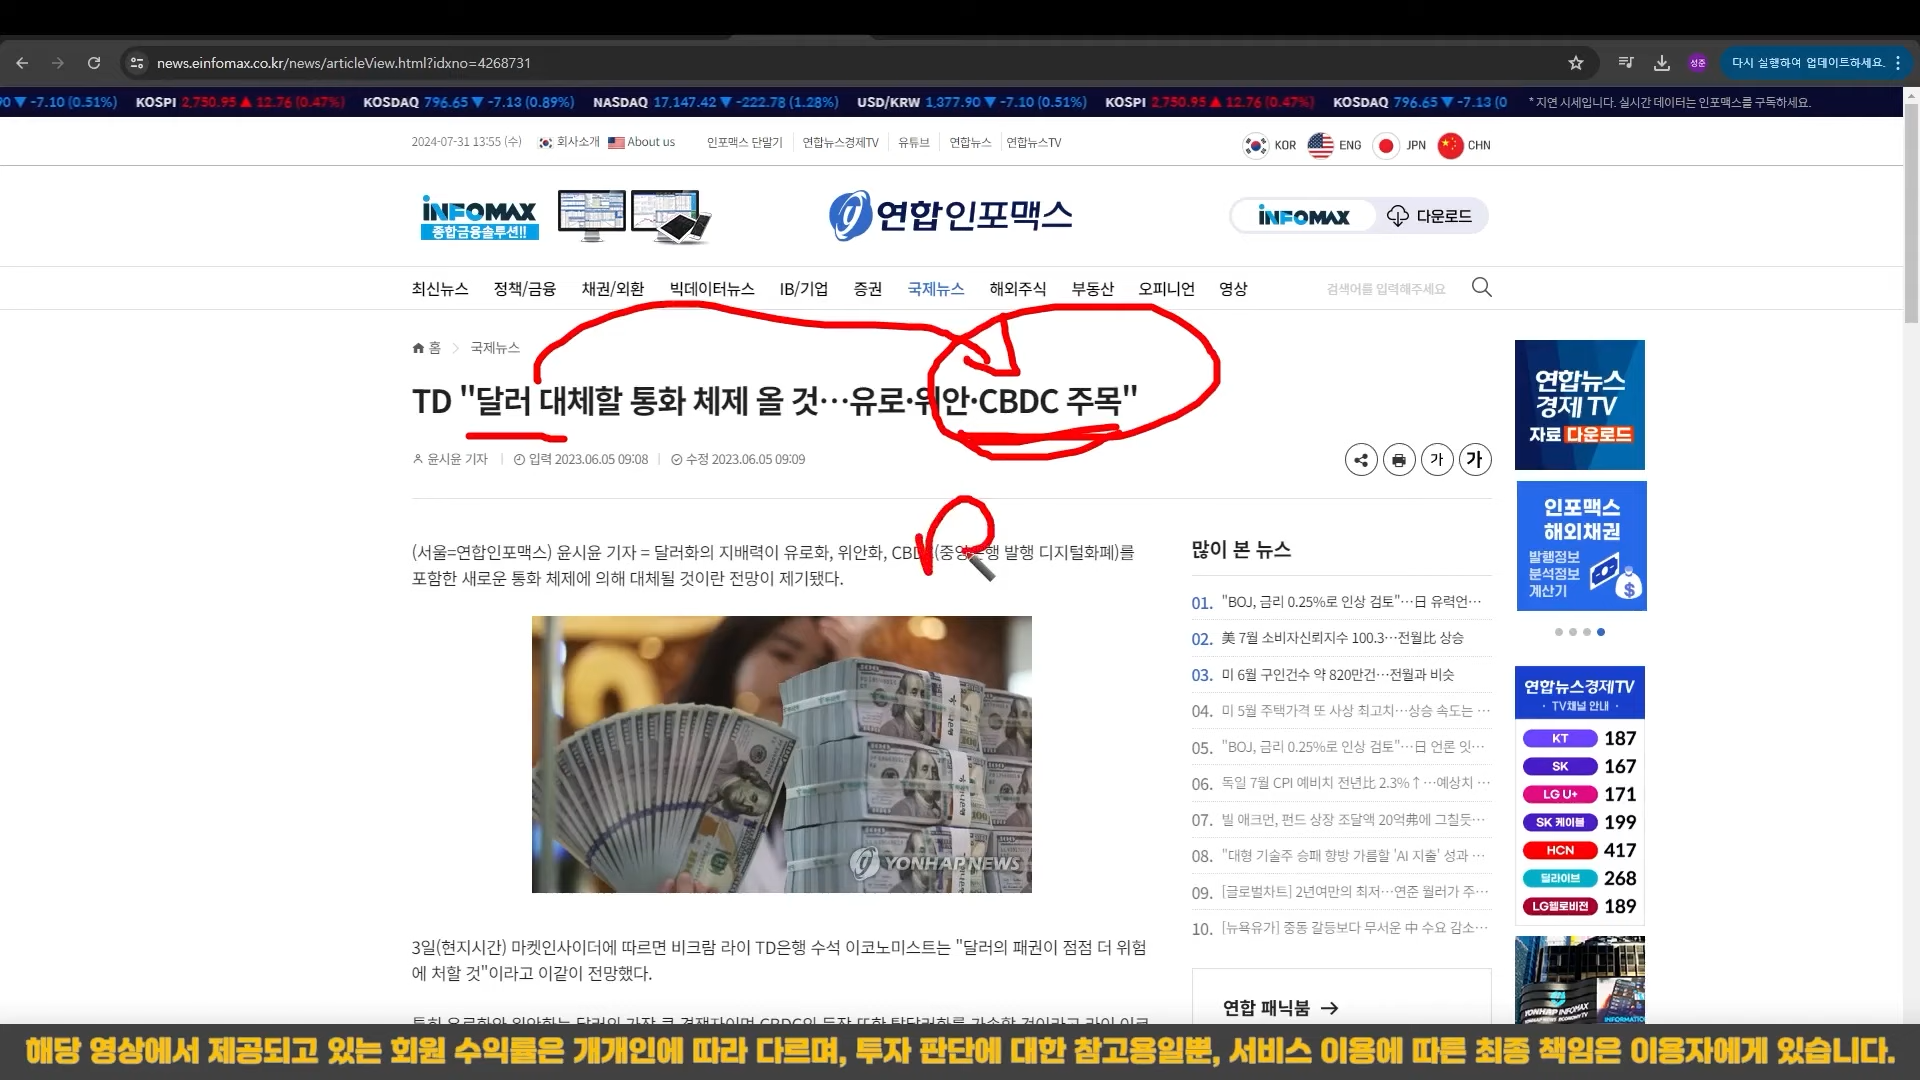 news.einfomax.co.kr/news/articleView.html?idxno=4268731
성준
다시 실행하여 업데이트하세요.
▼ -7.10 (0.51%) KOSPI 2,750.95 ▲ 12.76 (0.47%) KOSDAQ 796.65 ▼ -7.13 (0.89%) NASDAQ 17,147.42 ▼ -222.78 (1.28%) USD/KRW 1,377.90 ▼ -7.10 (0.51%) KOSPI 2,750.95 ▲ 12.76 (0.47%) KOSDAQ 796.65 ▼ -7.13 (0
* 지연 시세입니다. 실시간 데이터는 인포맥스를 구독하세요.
2024-07-31 13:55 (수) 회사소개 About us 인포맥스 단말기 연합뉴스경제TV 유튜브 연합뉴스 연합뉴스TV KOR ENG JPN CHN
INFOMAX
종합금융솔루션!!
연합인포맥스
INFOMAX 다운로드
최신뉴스 정책/금융 채권/외환 빅데이터뉴스 IB/기업 증권 국제뉴스 해외주식 부동산 오피니언 영상 검색어를 입력해주세요
홈 국제뉴스
TD "달러 대체할 통화 체제 올 것…유로·위안·CBDC 주목"
윤시윤 기자 입력 2023.06.05 09:08 수정 2023.06.05 09:09
가 가
(서울=연합인포맥스) 윤시윤 기자 = 달러화의 지배력이 유로화, 위안화, CBDC(중앙은행 발행 디지털화폐)를
포함한 새로운 통화 체제에 의해 대체될 것이란 전망이 제기됐다.
YONHAP NEWS
3일(현지시간) 마켓인사이더에 따르면 비크람 라이 TD은행 수석 이코노미스트는 "달러의 패권이 점점 더 위험
에 처할 것"이라고 이같이 전망했다.
많이 본 뉴스
01. "BOJ, 금리 0.25%로 인상 검토"…日 유력언…
02. 美 7월 소비자신뢰지수 100.3…전월比 상승
03. 미 6월 구인건수 약 820만건…전월과 비슷
04. 미 5월 주택가격 또 사상 최고치…상승 속도는 …
05. "BOJ, 금리 0.25%로 인상 검토"…日 언론 잇…
06. 독일 7월 CPI 예비치 전년比 2.3%↑…예상치 …
07. 빌 애크먼, 펀드 상장 조달액 20억弗에 그칠듯…
08. "대형 기술주 승패 향방 가를할 'AI 지출' 성과 …
09. [글로벌차트] 2년여만의 최저…연준 월러가 주…
10. [뉴욕유가] 중동 갈등보다 무서운 中 수요 감소…
연합 패닉붐 →
연합뉴스
경제 TV
자료 다운로드
인포맥스
해외채권
발행정보
분석정보
계산기
연합뉴스경제TV
· TV채널 안내 ·
KT 187
SK 167
LG U+ 171
SK 케이블 199
HCN 417
딜라이브 268
LG헬로비전 189
해당 영상에서 제공되고 있는 회원 수익률은 개개인에 따라 다르며, 투자 판단에 대한 참고용일뿐, 서비스 이용에 따른 최종 책임은 이용자에게 있습니다.